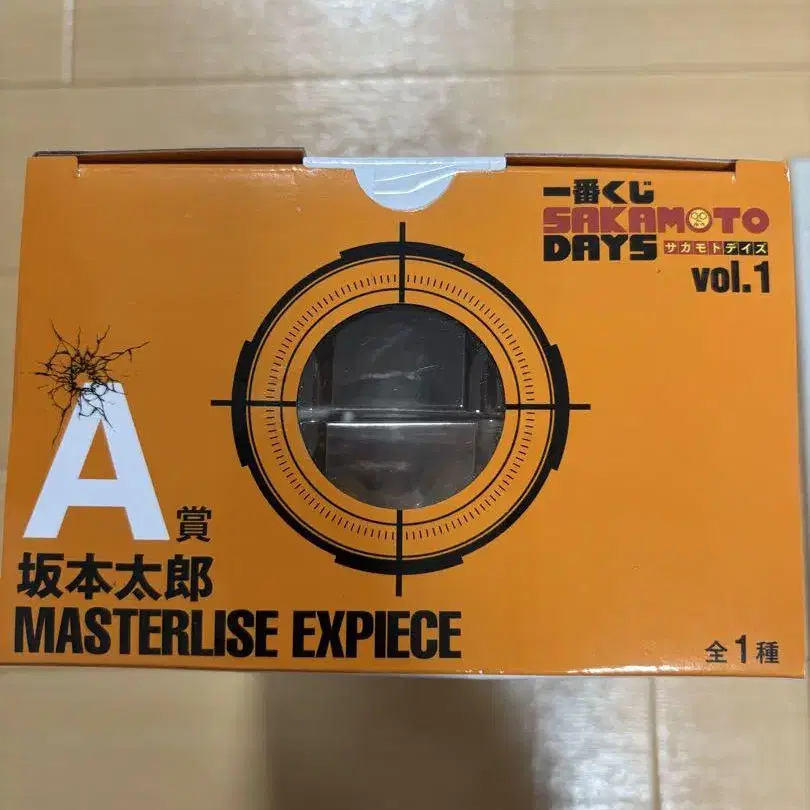 一番くじ
SAKAMOTO
DAYS サカモトデイズ
vol.1
A賞
坂本太郎
MASTERLISE EXPIECE
全1種